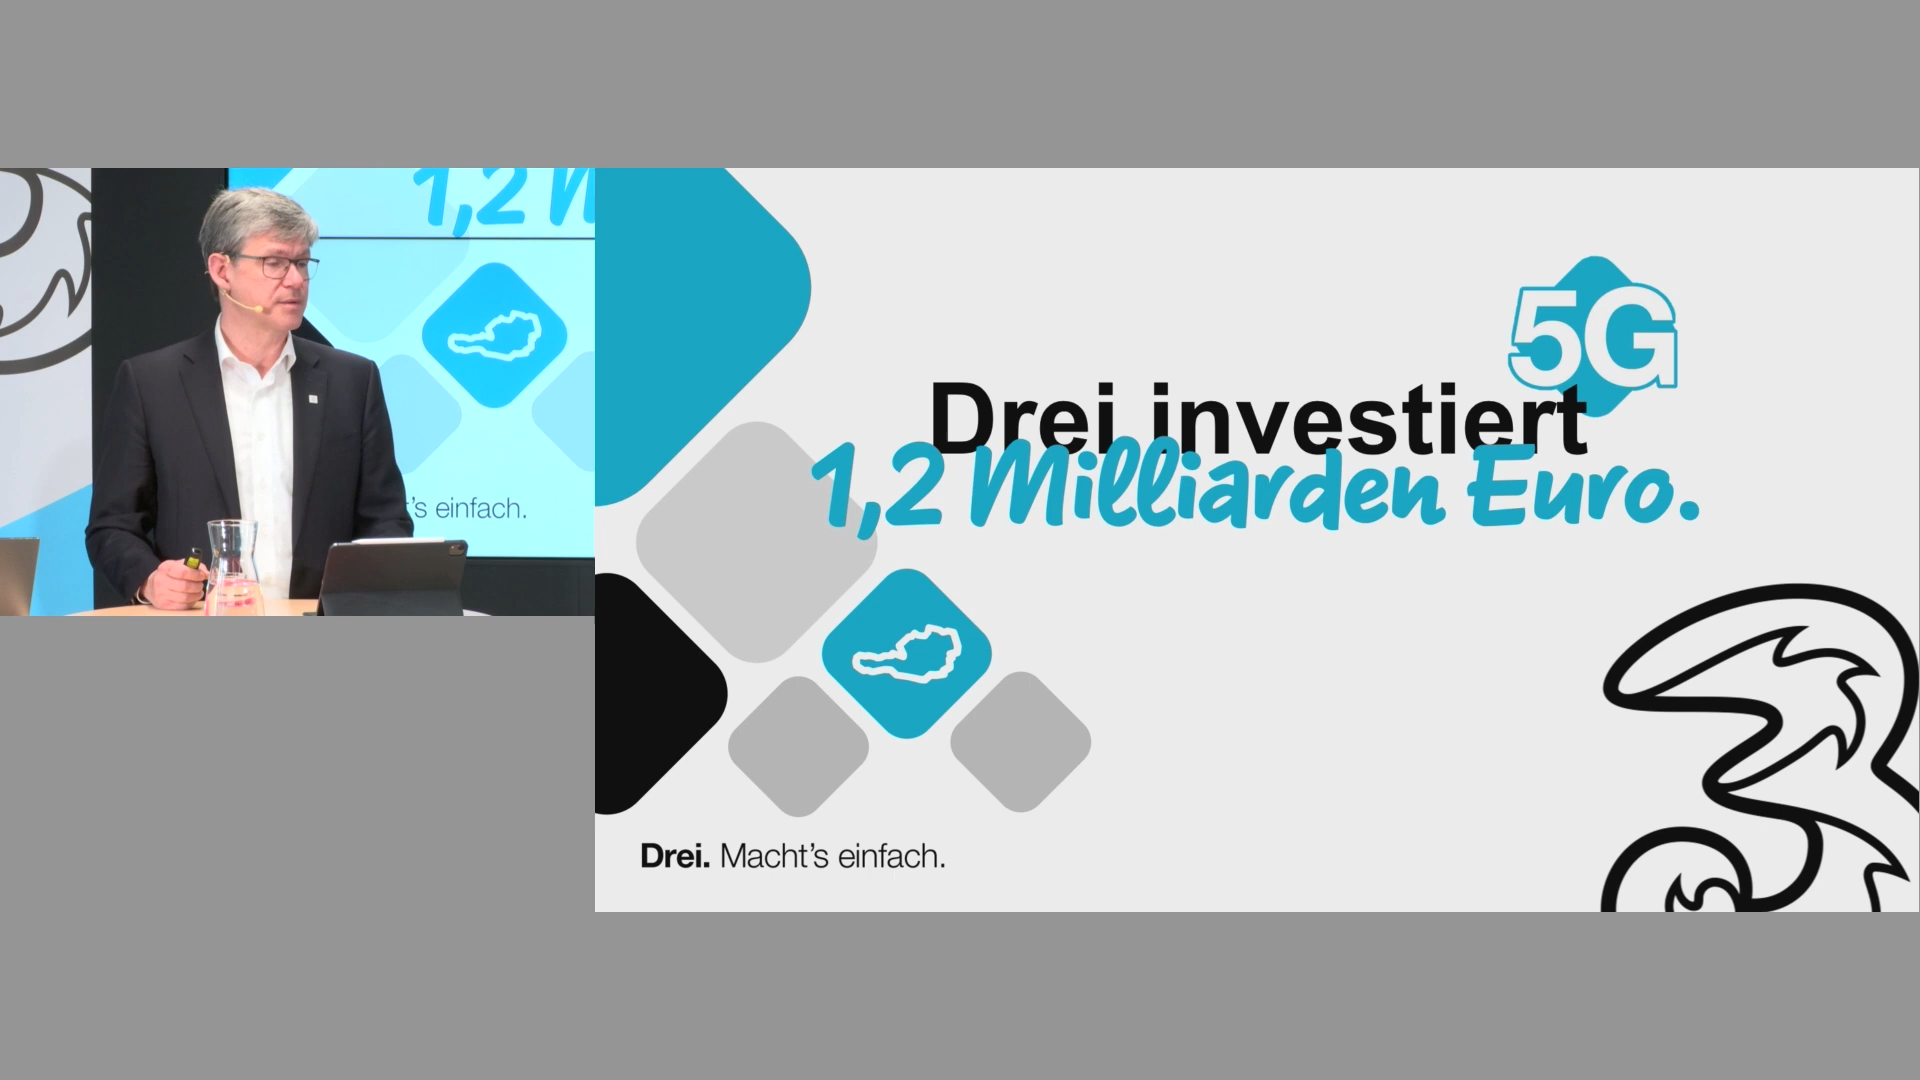 1,2 M
's einfach.
5G
Drei investiert
1,2 Milliarden Euro.
Drei. Macht's einfach.